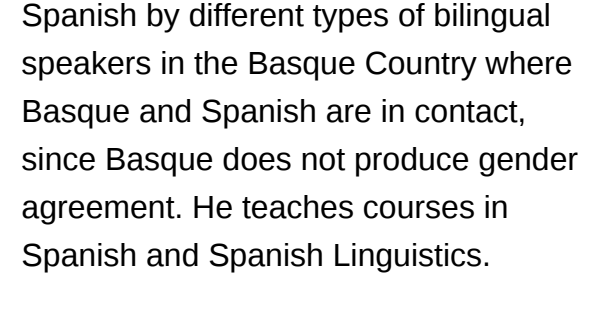 Spanish by different types of bilingual
speakers in the Basque Country where
Basque and Spanish are in contact,
since Basque does not produce gender
agreement. He teaches courses in
Spanish and Spanish Linguistics.